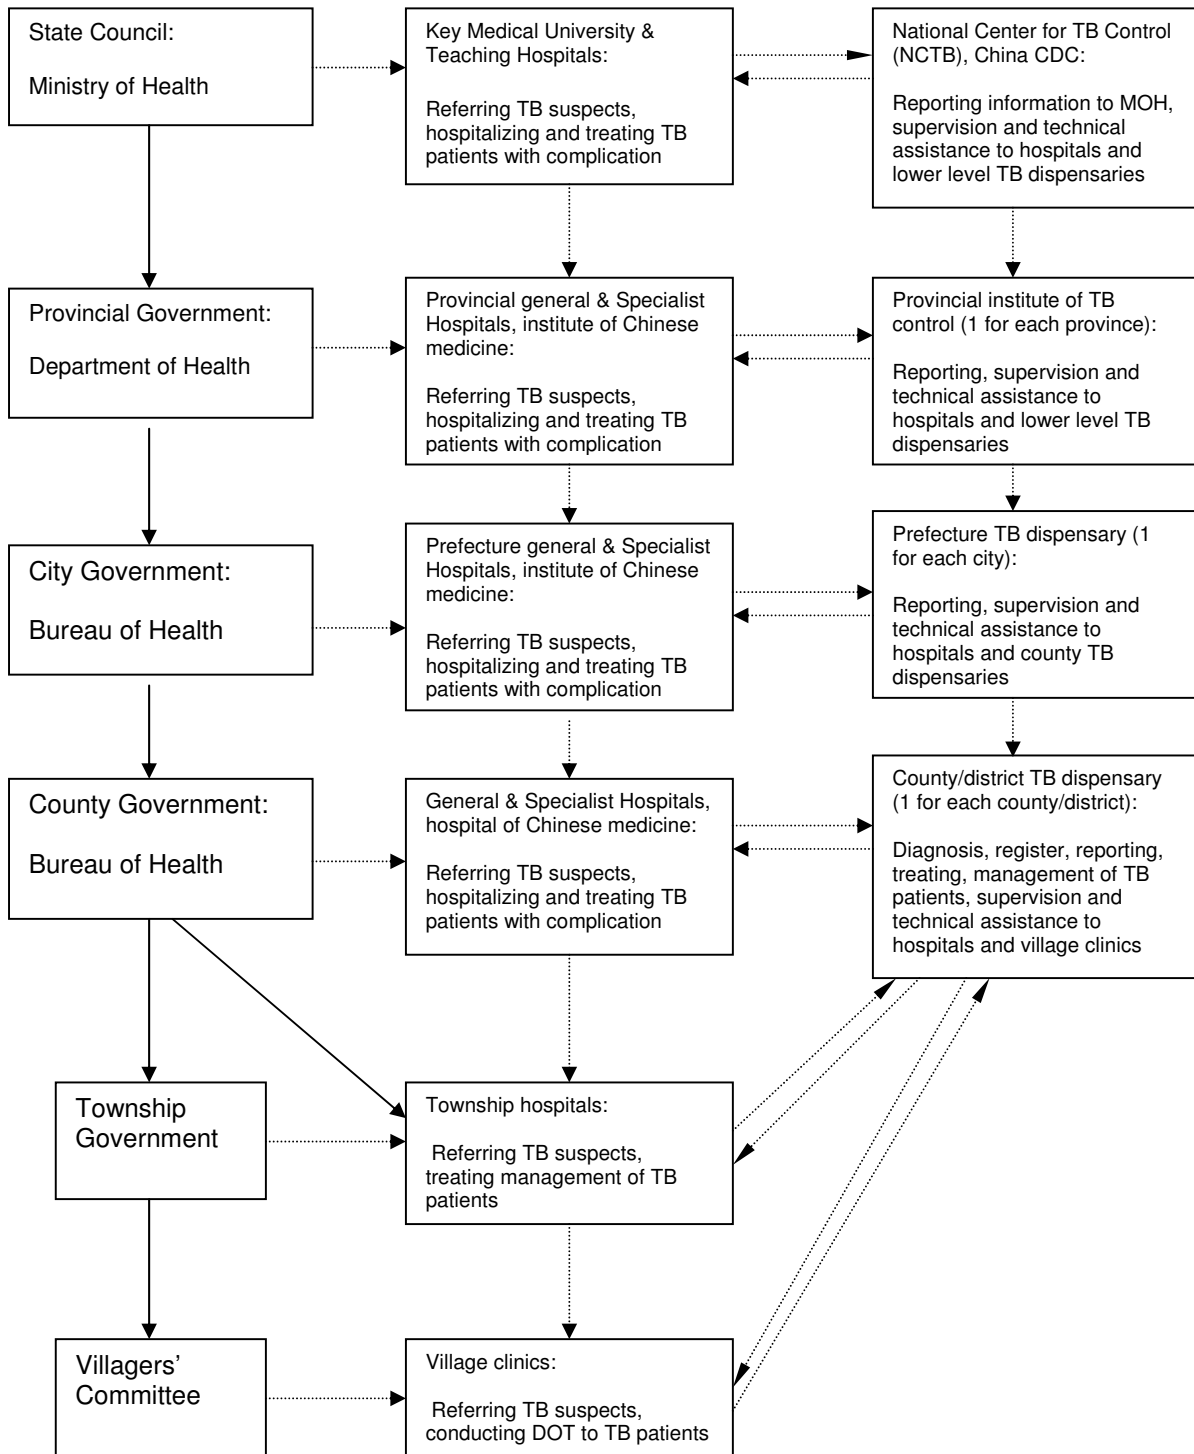 State Council:
Ministry of Health
Key Medical University &
Teaching Hospitals:
Referring TB suspects,
hospitalizing and treating TB
patients with complication
National Center for TB Control
(NCTB), China CDC:
Reporting information to MOH,
supervision and technical
assistance to hospitals and
lower level TB dispensaries
Provincial Government:
Department of Health
Provincial general & Specialist
Hospitals, institute of Chinese
medicine:
Referring TB suspects,
hospitalizing and treating TB
patients with complication
Provincial institute of TB
control (1 for each province):
Reporting, supervision and
technical assistance to
hospitals and lower level TB
dispensaries
City Government:
Bureau of Health
Prefecture general & Specialist
Hospitals, institute of Chinese
medicine:
Referring TB suspects,
hospitalizing and treating TB
patients with complication
Prefecture TB dispensary (1
for each city):
Reporting, supervision and
technical assistance to
hospitals and county TB
dispensaries
County Government:
Bureau of Health
General & Specialist Hospitals,
hospital of Chinese medicine:
Referring TB suspects,
hospitalizing and treating TB
patients with complication
County/district TB dispensary
(1 for each county/district):
Diagnosis, register, reporting,
treating, management of TB
patients, supervision and
technical assistance to
hospitals and village clinics
Township
Government
Township hospitals:
Referring TB suspects,
treating management of TB
patients
Villagers’
Committee
Village clinics:
Referring TB suspects,
conducting DOT to TB patients